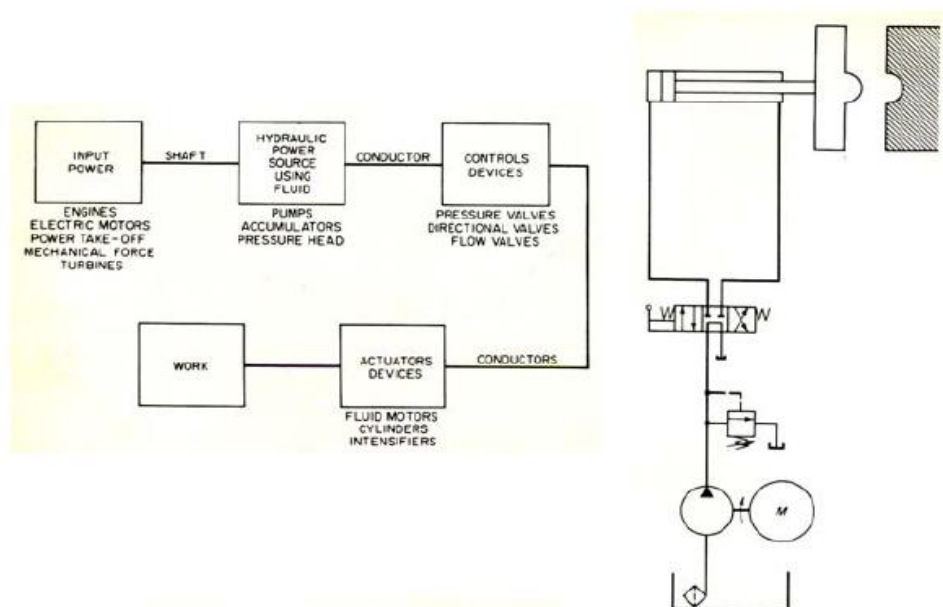 INPUT
POWER
SHAFT
HYDRAULIC
POWER
SOURCE
USING
FLUID
CONDUCTOR
CONTROLS
DEVICES
ENGINES
ELECTRIC MOTORS
POWER TAKE-OFF
MECHANICAL FORCE
TURBINES
PUMPS
ACCUMULATORS
PRESSURE HEAD
PRESSURE VALVES
DIRECTIONAL VALVES
FLOW VALVES
WORK
ACTUATORS
DEVICES
CONDUCTORS
FLUID MOTORS
CYLINDERS
INTENSIFIERS
M